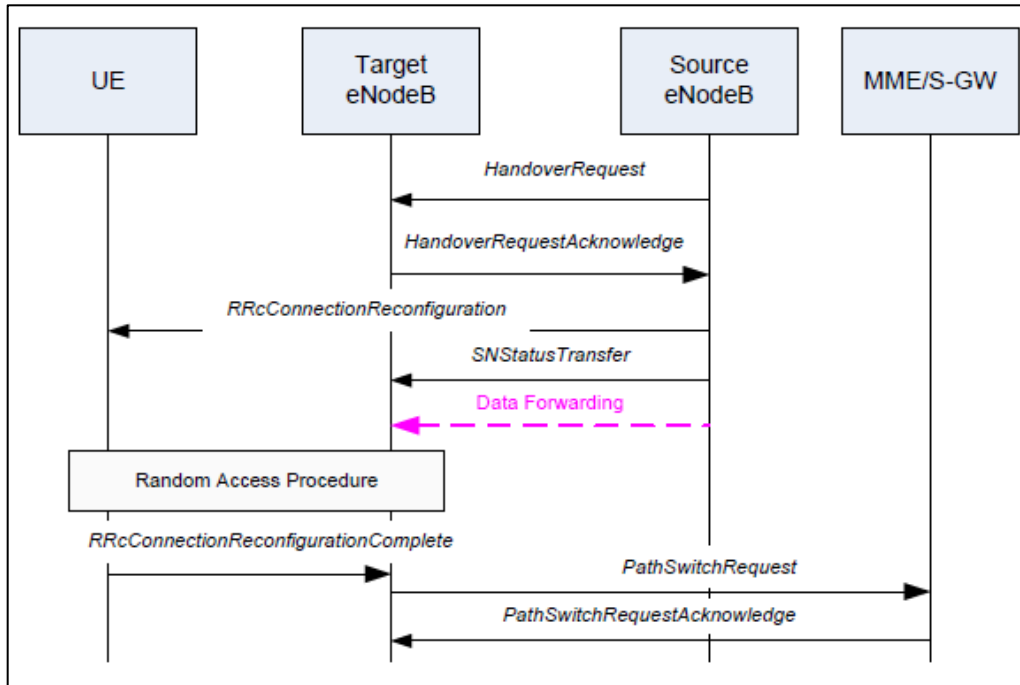 UE
Target
eNodeB
Source
eNodeB
MME/S-GW
HandoverRequest
HandoverRequestAcknowledge
RRcConnectionReconfiguration
SNStatusTransfer
Data Forwarding
Random Access Procedure
RRcConnectionReconfigurationComplete
PathSwitchRequest
PathSwitchRequestAcknowledge